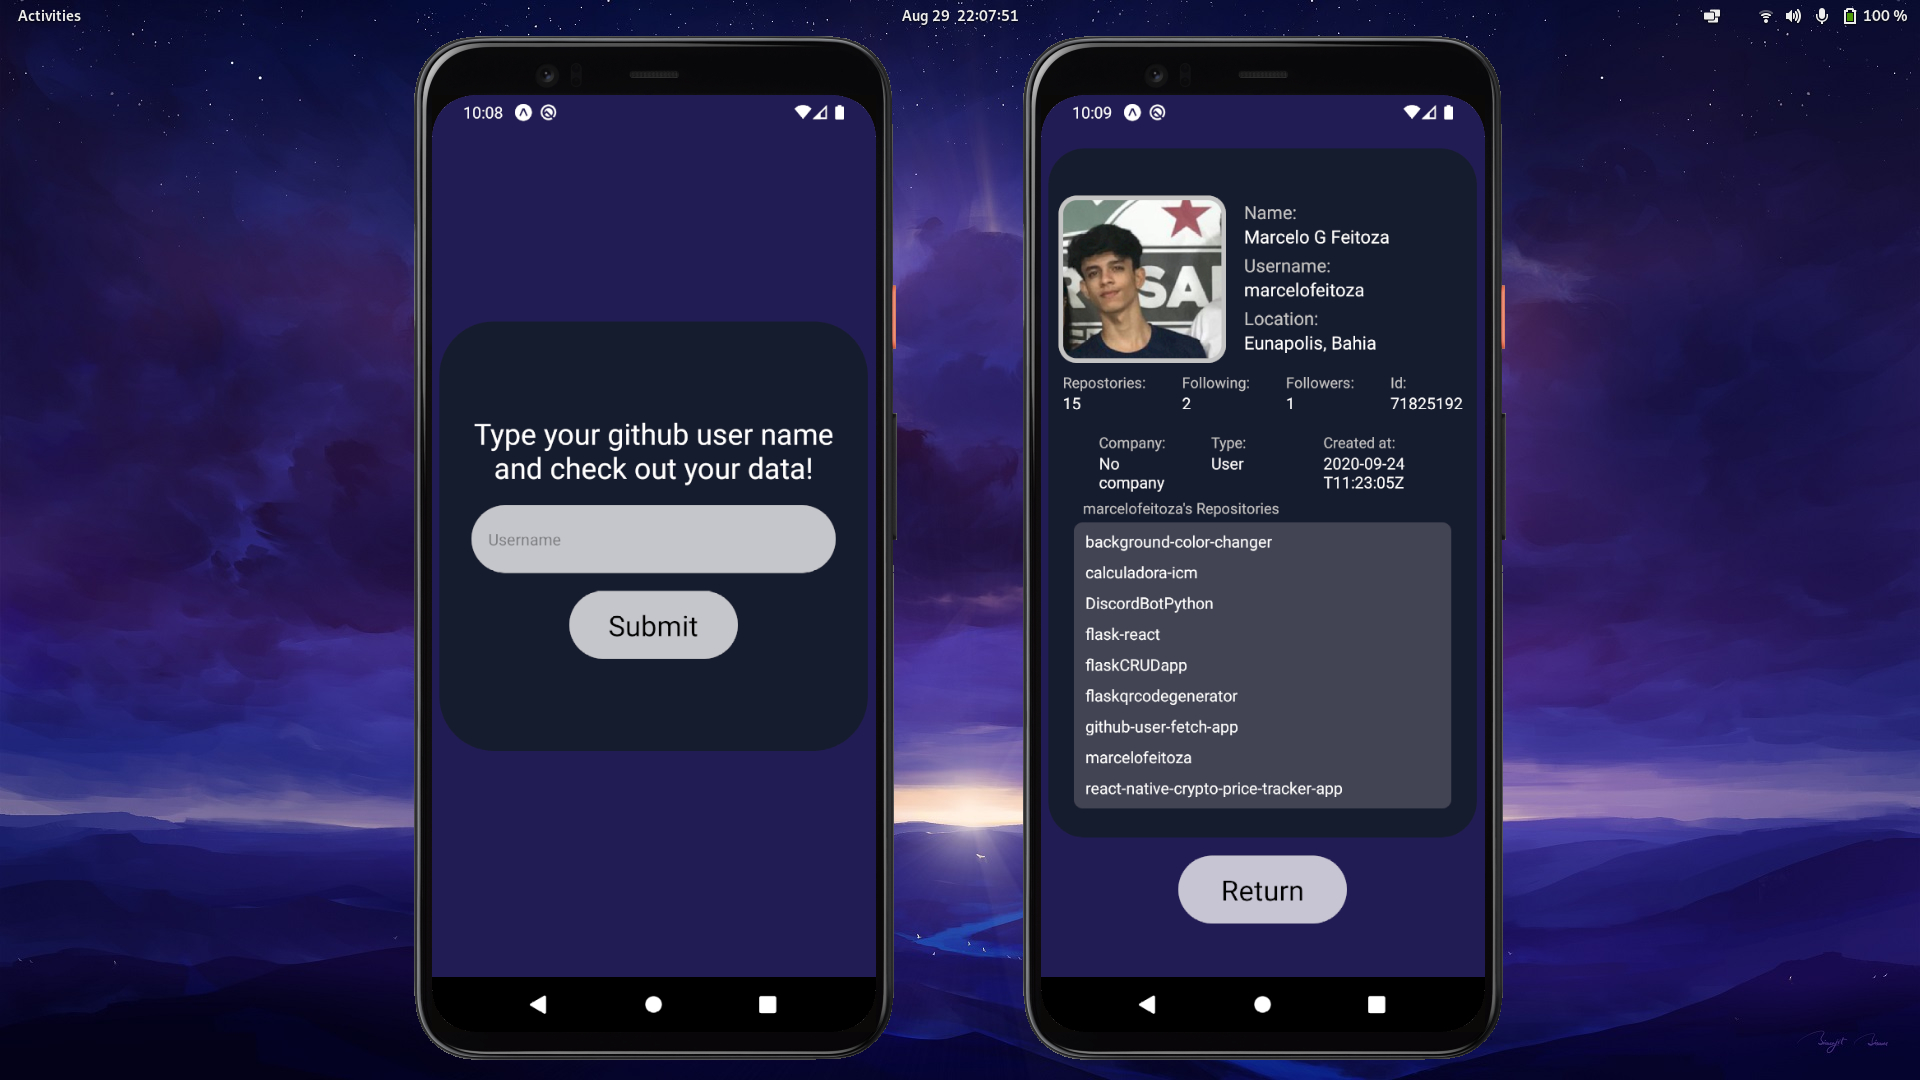 Activities
Aug 29 22:07:51
100 %
10:08
Type your github user name
and check out your data!
Username
Submit
10:09
Name:
Marcelo G Feitoza
Username:
marcelofeitoza
Location:
Eunapolis, Bahia
Repostories:
15
Following:
2
Followers:
1
Id:
71825192
Company:
No
company
Type:
User
Created at:
2020-09-24
T11:23:05Z
marcelofeitoza's Repositories
background-color-changer
calculadora-icm
DiscordBotPython
flask-react
flaskCRUDapp
flaskqrcodegenerator
github-user-fetch-app
marcelofeitoza
react-native-crypto-price-tracker-app
Return